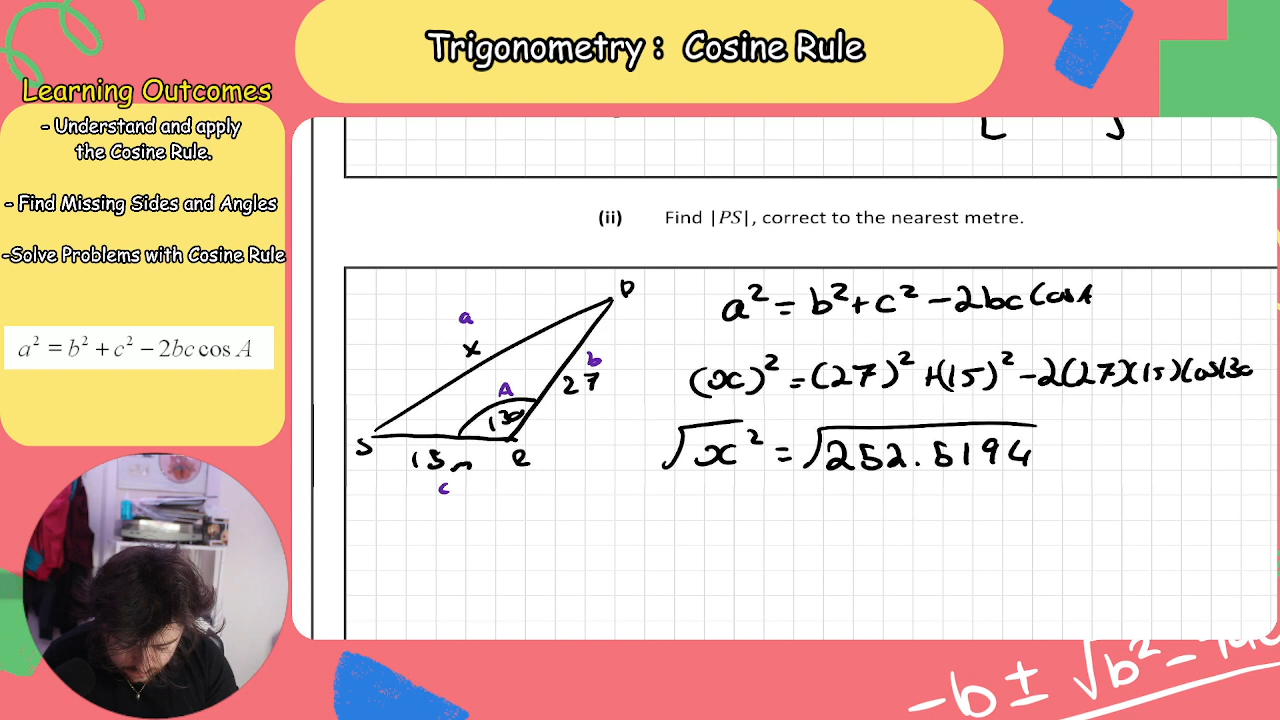 Trigonometry : Cosine Rule
Learning Outcomes
- Understand and apply
the Cosine Rule.
- Find Missing Sides and Angles
-Solve Problems with Cosine Rule
a² = b² + c² − 2bc cos A
(ii) Find |PS|, correct to the nearest metre.
a
x
P
b
27
A
130
S
15m
R
c
a² = b² + c² − 2bc Cos A
(x)² = (27)² + (15)² − 2(27)(15)(cos130
√x² = √252.5194